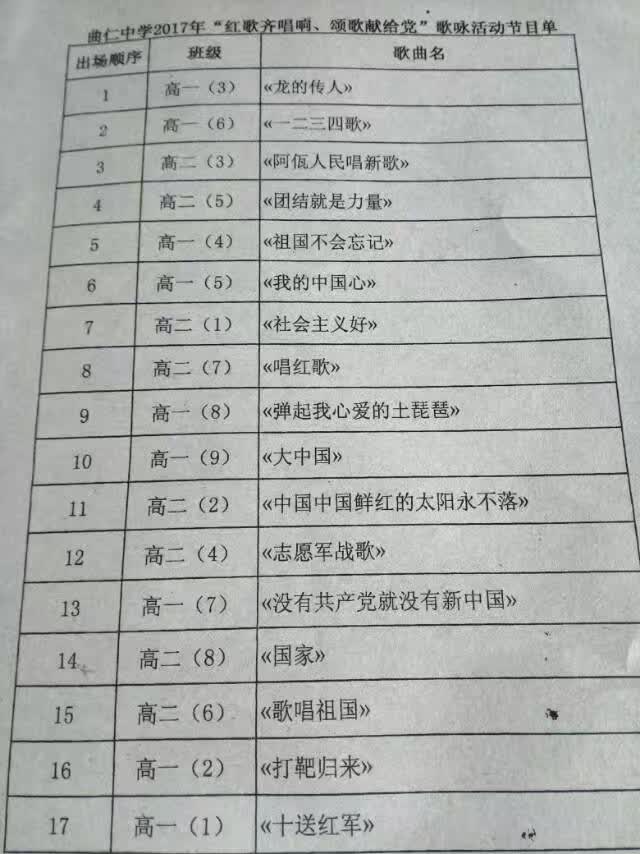 曲仁中学2017年“红歌齐唱响、颂歌献给党”歌咏活动节目单
出场顺序 班级 歌曲名
1 高一（3） «龙的传人»
2 高一（6） «一二三四歌»
3 高二（3） «阿佤人民唱新歌»
4 高二（5） «团结就是力量»
5 高一（4） «祖国不会忘记»
6 高一（5） «我的中国心»
7 高二（1） «社会主义好»
8 高二（7） «唱红歌»
9 高一（8） «弹起我心爱的土琵琶»
10 高一（9） «大中国»
11 高二（2） «中国中国鲜红的太阳永不落»
12 高二（4） «志愿军战歌»
13 高一（7） «没有共产党就没有新中国»
14 高二（8） «国家»
15 高二（6） «歌唱祖国»
16 高一（2） «打靶归来»
17 高一（1） «十送红军»